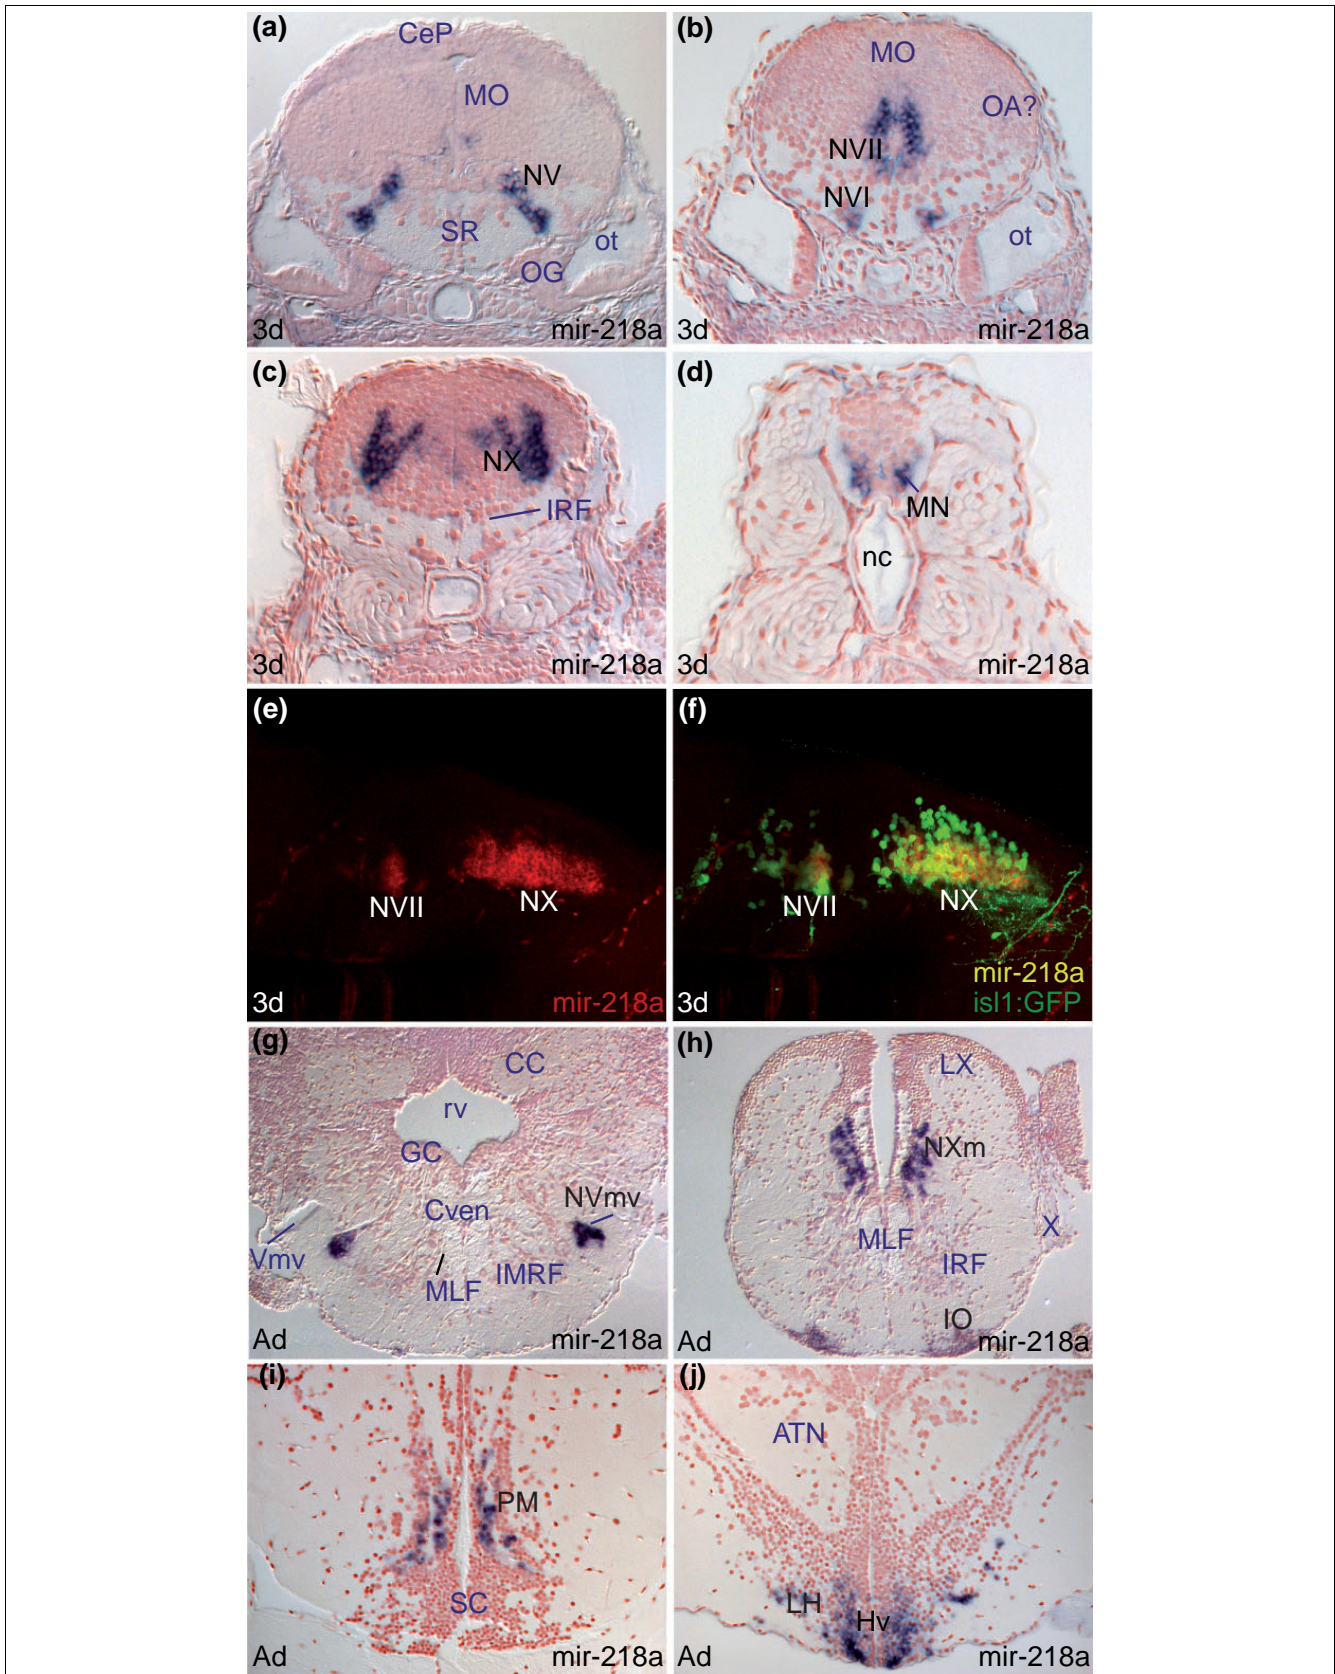 (a)
CeP
MO
NV
SR
ot
OG
3d
mir-218a
(b)
MO
OA?
NVII
NVI
ot
3d
mir-218a
(c)
NX
IRF
3d
mir-218a
(d)
MN
nc
3d
mir-218a
(e)
NVII
NX
3d
mir-218a
(f)
NVII
NX
mir-218a
3d
isl1:GFP
(g)
CC
rv
GC
NVmv
Cven
Vmv
IMRF
MLF
Ad
mir-218a
(h)
LX
NXm
X
MLF
IRF
IO
Ad
mir-218a
(i)
PM
SC
Ad
mir-218a
(j)
ATN
LH
Hv
Ad
mir-218a